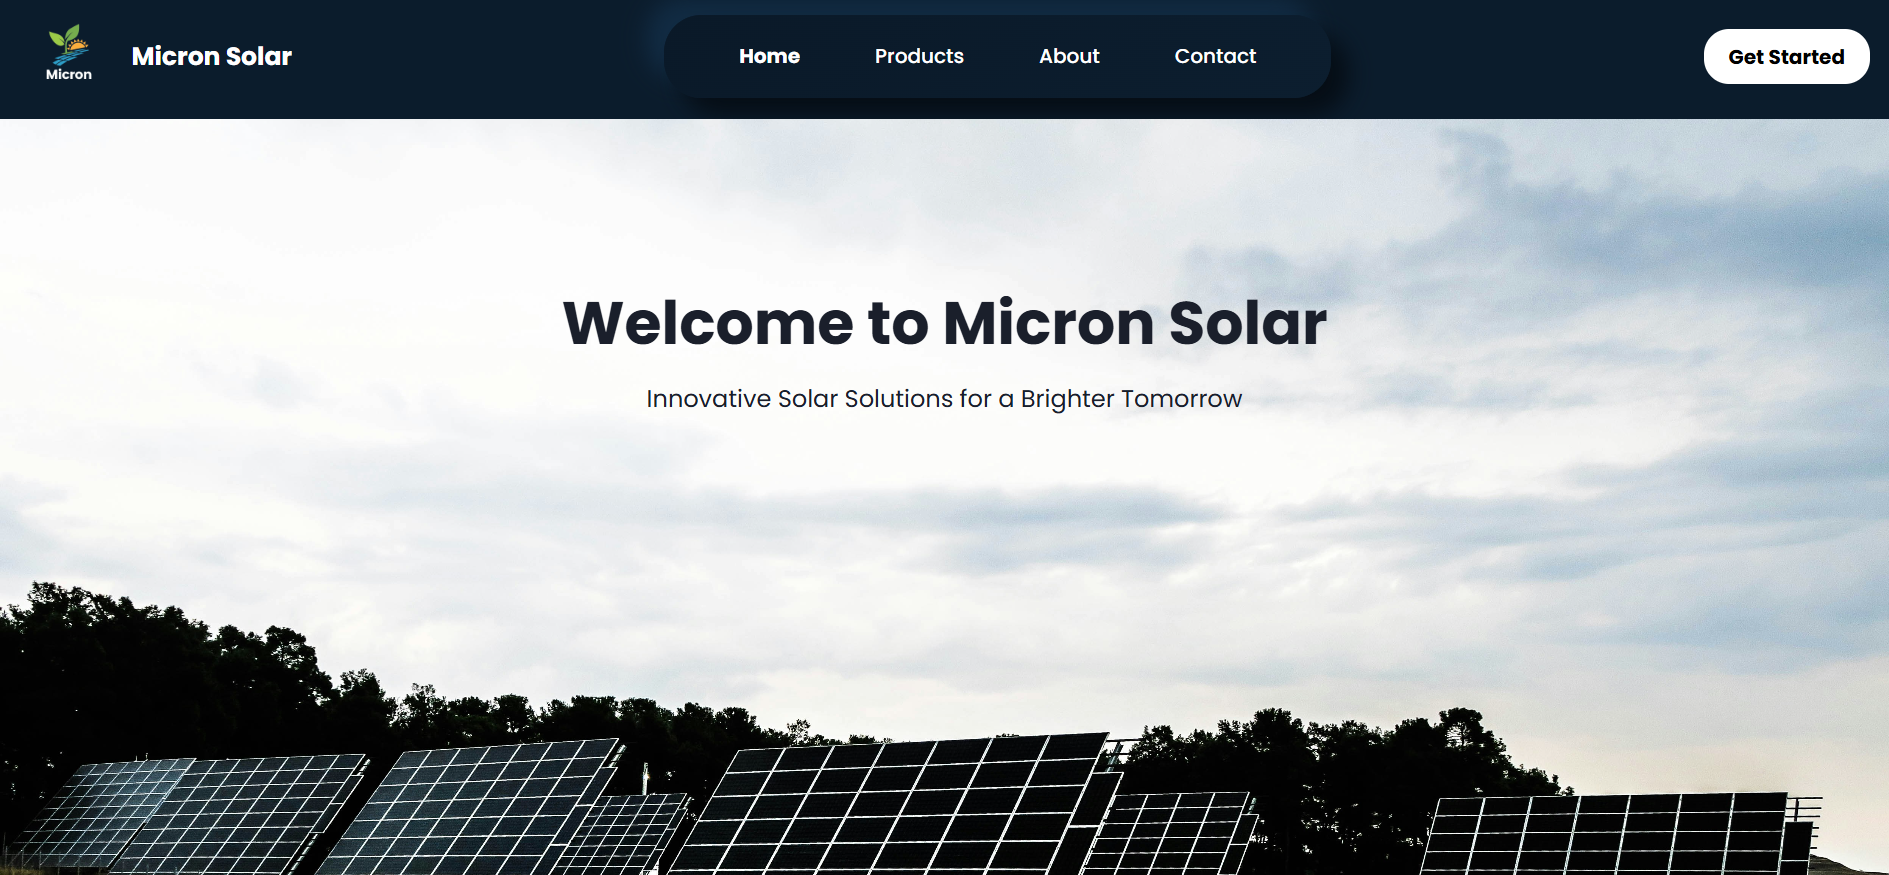 Micron
Micron Solar
Home
Products
About
Contact
Get Started
Welcome to Micron Solar
Innovative Solar Solutions for a Brighter Tomorrow